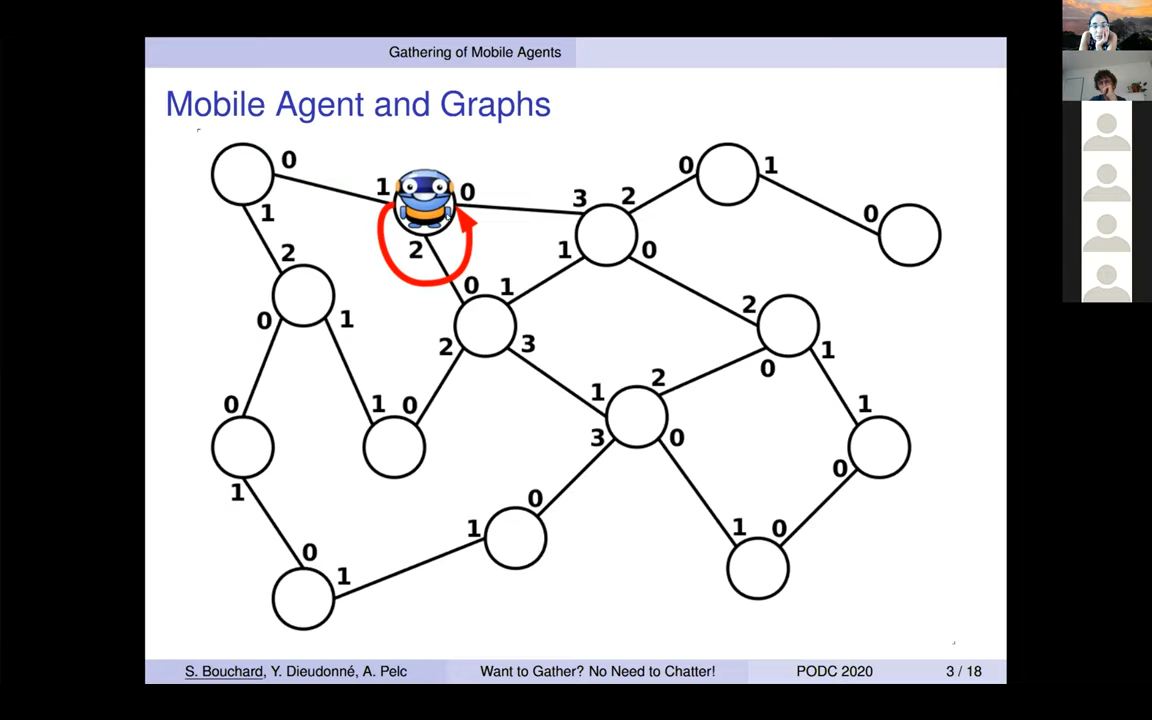 Gathering of Mobile Agents
Mobile Agent and Graphs
0 1 0 3 2 0 1
1 2 1 0 0
2 0 1 2
0 1 2 3 0 1
0 1 0 1 2 1
3 0 0
1 0
0 1 1 0
1
S. Bouchard, Y. Dieudonné, A. Pelc Want to Gather? No Need to Chatter! PODC 2020 3 / 18